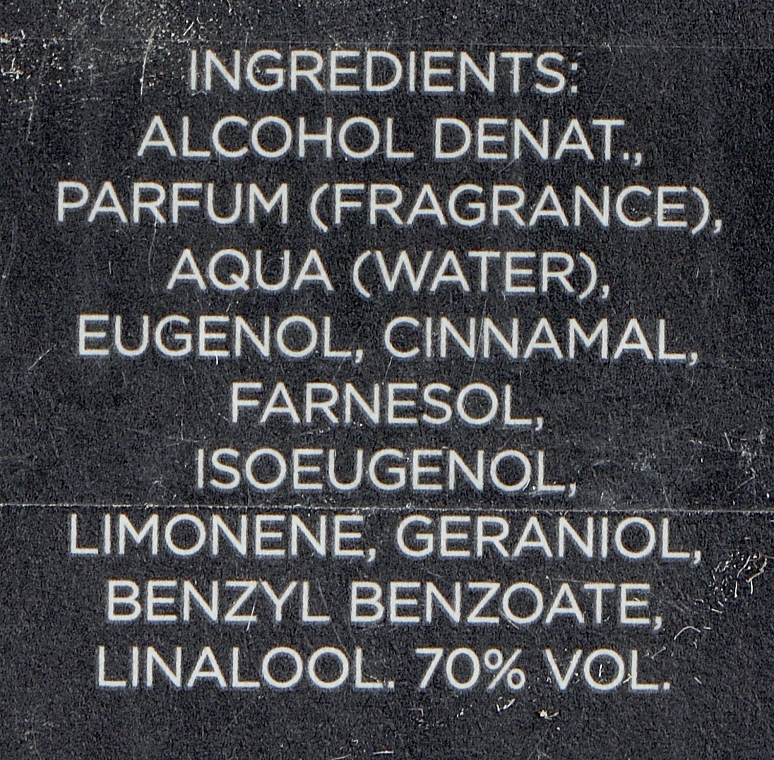 INGREDIENTS:
ALCOHOL DENAT.,
PARFUM (FRAGRANCE),
AQUA (WATER),
EUGENOL, CINNAMAL,
FARNESOL,
ISOEUGENOL,
LIMONENE, GERANIOL,
BENZYL BENZOATE,
LINALOOL. 70% VOL.